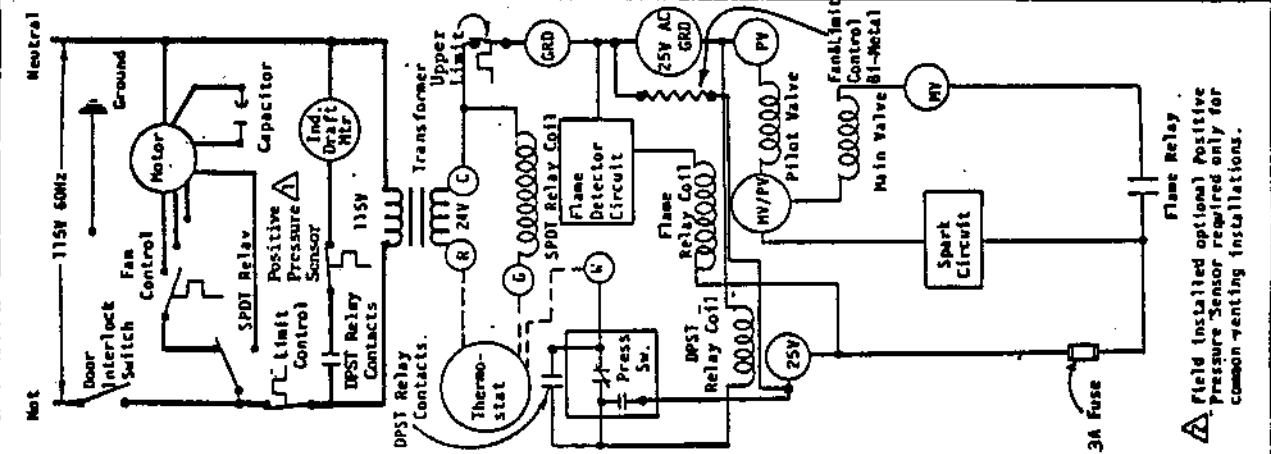 Hot
115V 60Hz
Neutral
Door
Interlock
Switch
Fan
Control
Motor
Ground
Capacitor
SPDT Relay
Limit
Control
Positive
Pressure
Sensor
1
Ind.
Draft
Mtr
DPST Relay
Contacts
115V
Transformer
24V
R
C
Upper
Limit
GRD
Thermo-
stat
G
SPDT Relay Coil
W
DPST Relay
Contacts.
Press
Sw.
Flame
Detector
Circuit
25V AC
GRD
Flame
Relay Coil
DPST
Relay Coil
25V
PV
Pilot Valve
MV/PV
Fan&Limit
Control
Bi-Metal
Main Valve
MV
Spark
Circuit
3A Fuse
Flame Relay
Field installed optional Positive
Pressure Sensor required only for
common venting installations.